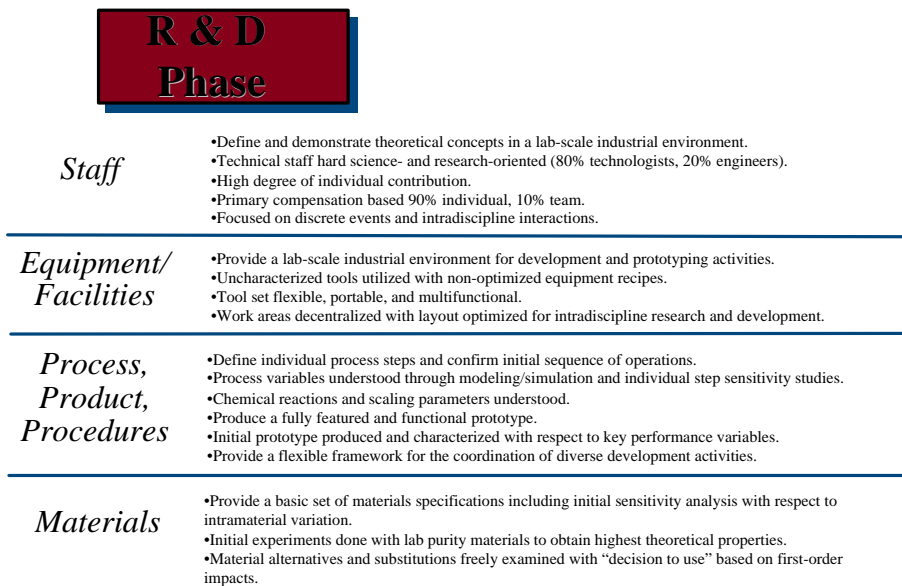 R & D
Phase
Staff
•Define and demonstrate theoretical concepts in a lab-scale industrial environment.
•Technical staff hard science- and research-oriented (80% technologists, 20% engineers).
•High degree of individual contribution.
•Primary compensation based 90% individual, 10% team.
•Focused on discrete events and intradiscipline interactions.
Equipment/
Facilities
•Provide a lab-scale industrial environment for development and prototyping activities.
•Uncharacterized tools utilized with non-optimized equipment recipes.
•Tool set flexible, portable, and multifunctional.
•Work areas decentralized with layout optimized for intradiscipline research and development.
Process,
Product,
Procedures
•Define individual process steps and confirm initial sequence of operations.
•Process variables understood through modeling/simulation and individual step sensitivity studies.
•Chemical reactions and scaling parameters understood.
•Produce a fully featured and functional prototype.
•Initial prototype produced and characterized with respect to key performance variables.
•Provide a flexible framework for the coordination of diverse development activities.
Materials
•Provide a basic set of materials specifications including initial sensitivity analysis with respect to
intramaterial variation.
•Initial experiments done with lab purity materials to obtain highest theoretical properties.
•Material alternatives and substitutions freely examined with “decision to use” based on first-order
impacts.